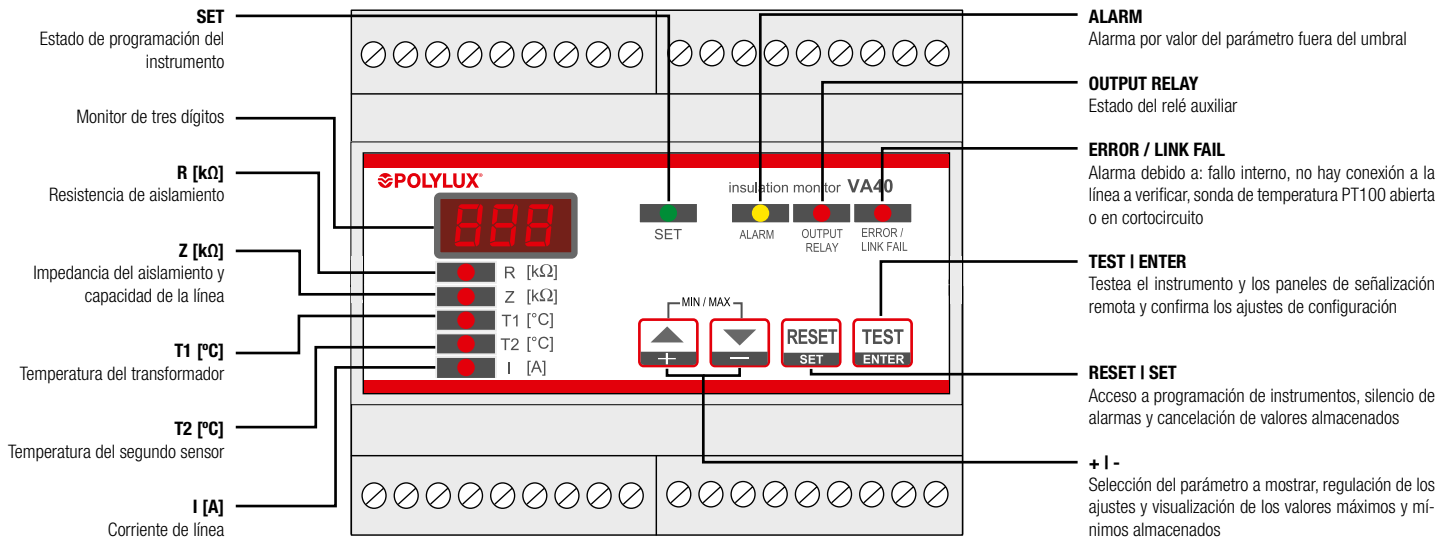 SET
Estado de programación del
instrumento
Monitor de tres dígitos
R [kΩ]
Resistencia de aislamiento
Z [kΩ]
Impedancia del aislamiento y
capacidad de la línea
T1 [ºC]
Temperatura del transformador
T2 [ºC]
Temperatura del segundo sensor
I [A]
Corriente de línea
POLYLUX
insulation monitor VA40
888
SET
ALARM
OUTPUT
RELAY
ERROR /
LINK FAIL
R [kΩ]
Z [kΩ]
T1 [°C]
T2 [°C]
I [A]
MIN / MAX
+
−
RESET
SET
TEST
ENTER
ALARM
Alarma por valor del parámetro fuera del umbral
OUTPUT RELAY
Estado del relé auxiliar
ERROR / LINK FAIL
Alarma debido a: fallo interno, no hay conexión a la
línea a verificar, sonda de temperatura PT100 abierta
o en cortocircuito
TEST | ENTER
Testea el instrumento y los paneles de señalización
remota y confirma los ajustes de configuración
RESET | SET
Acceso a programación de instrumentos, silencio de
alarmas y cancelación de valores almacenados
+ | -
Selección del parámetro a mostrar, regulación de los
ajustes y visualización de los valores máximos y mí-
nimos almacenados